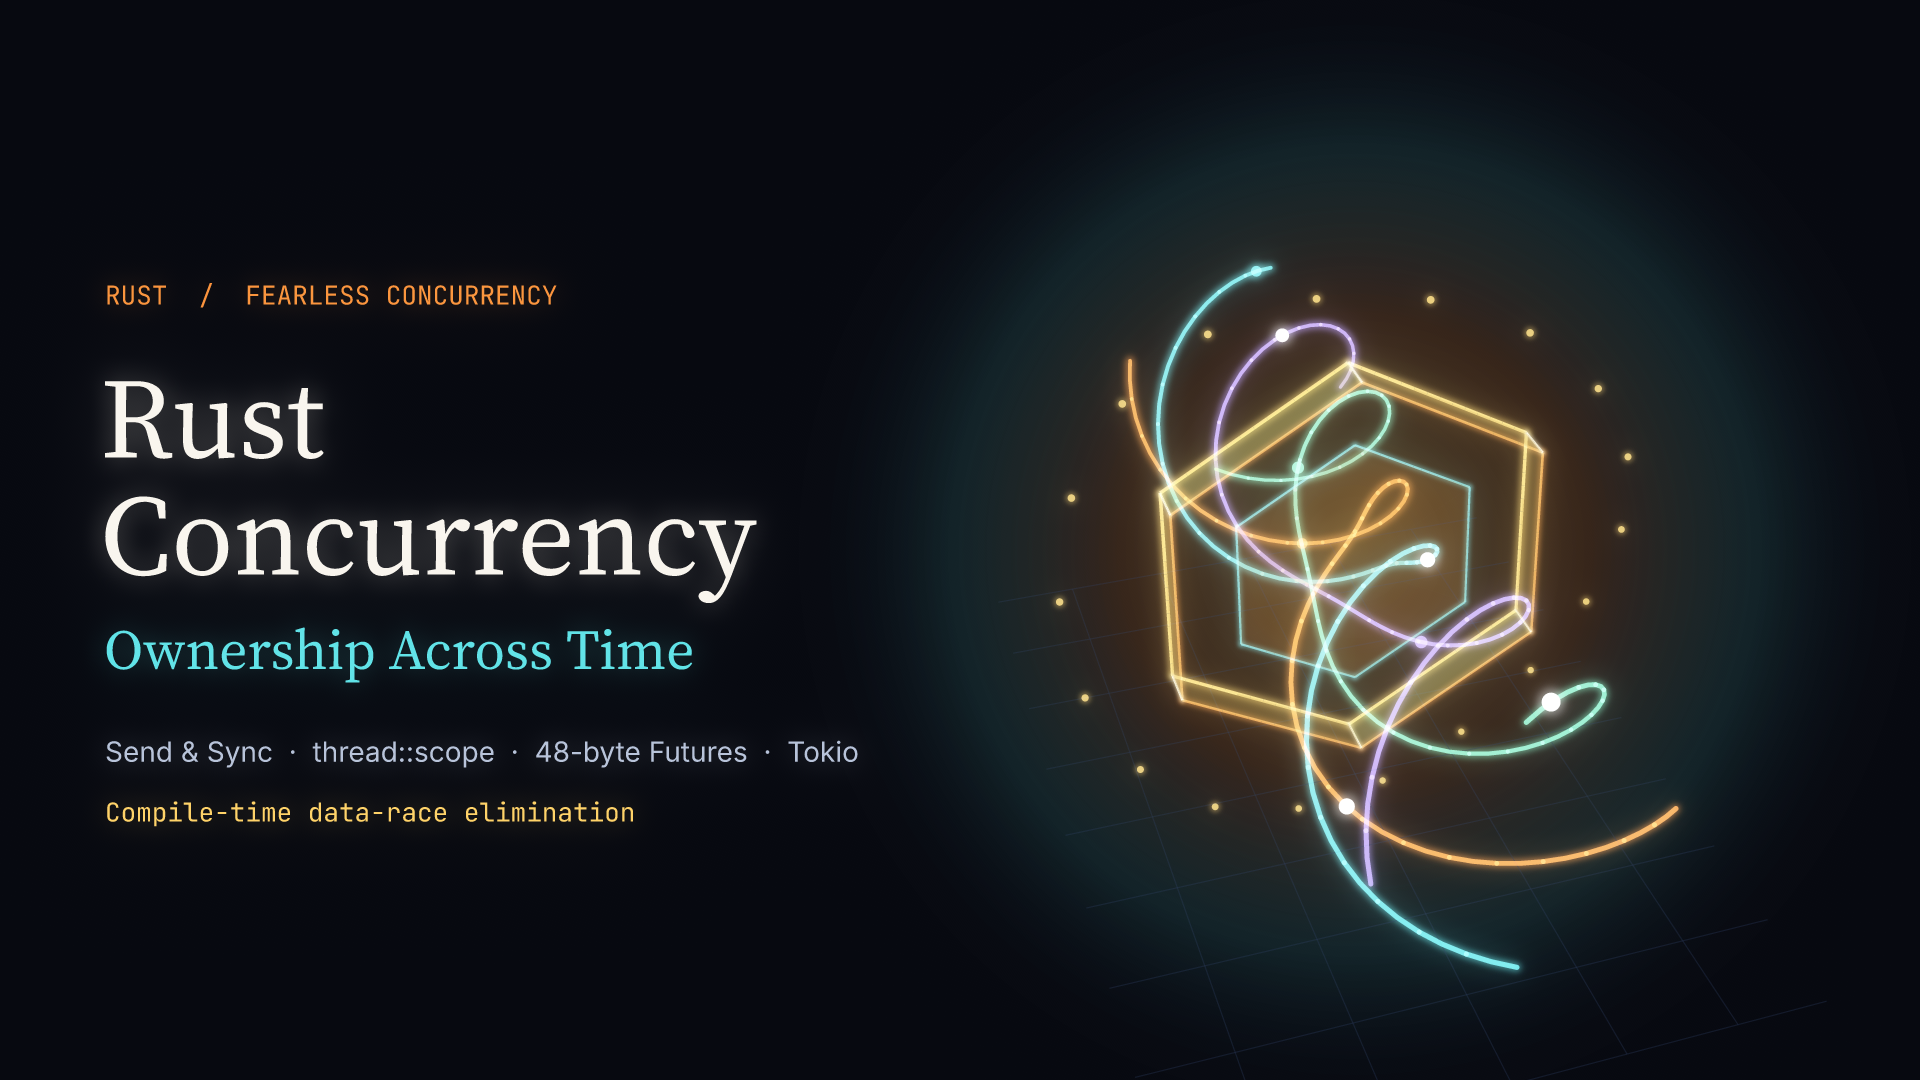 RUST / FEARLESS CONCURRENCY
Rust
Concurrency
Ownership Across Time
Send & Sync · thread::scope · 48-byte Futures · Tokio
Compile-time data-race elimination